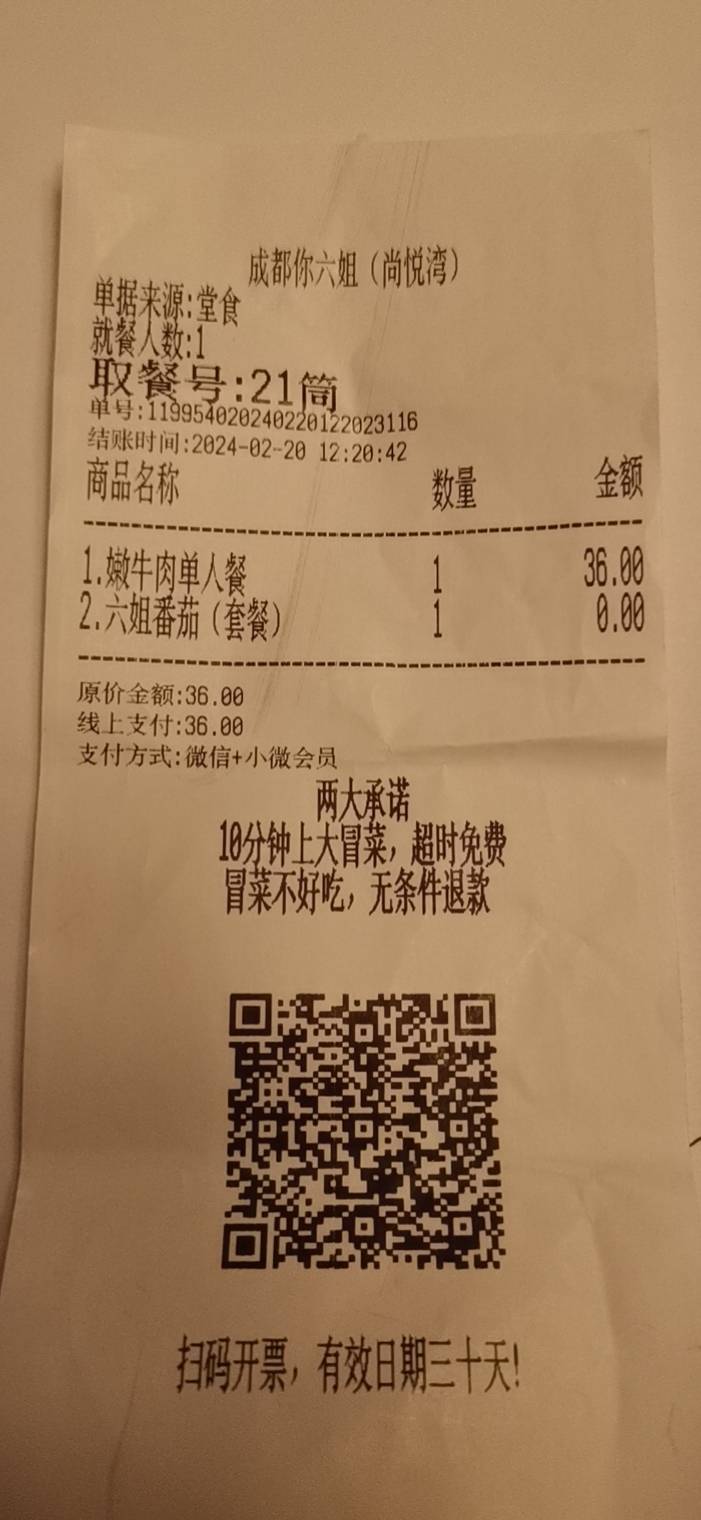 成都你六姐（尚悦湾）
单据来源:堂食
就餐人数:1
取餐号:21筒
单号:119954020240220122023116
结账时间:2024-02-20 12:20:42
商品名称 数量 金额
1.嫩牛肉单人餐 1 36.00
2.六姐番茄（套餐） 1 0.00
原价金额:36.00
线上支付:36.00
支付方式:微信+小微会员
两大承诺
10分钟上大冒菜，超时免费
冒菜不好吃，无条件退款
扫码开票，有效日期三十天!